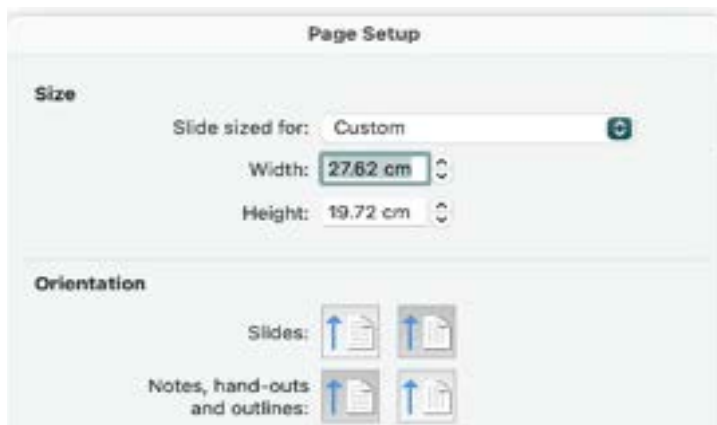 Page Setup
Size
Slide sized for: Custom
Width: 27.62 cm
Height: 19.72 cm
Orientation
Slides:
Notes, hand-outs
and outlines: